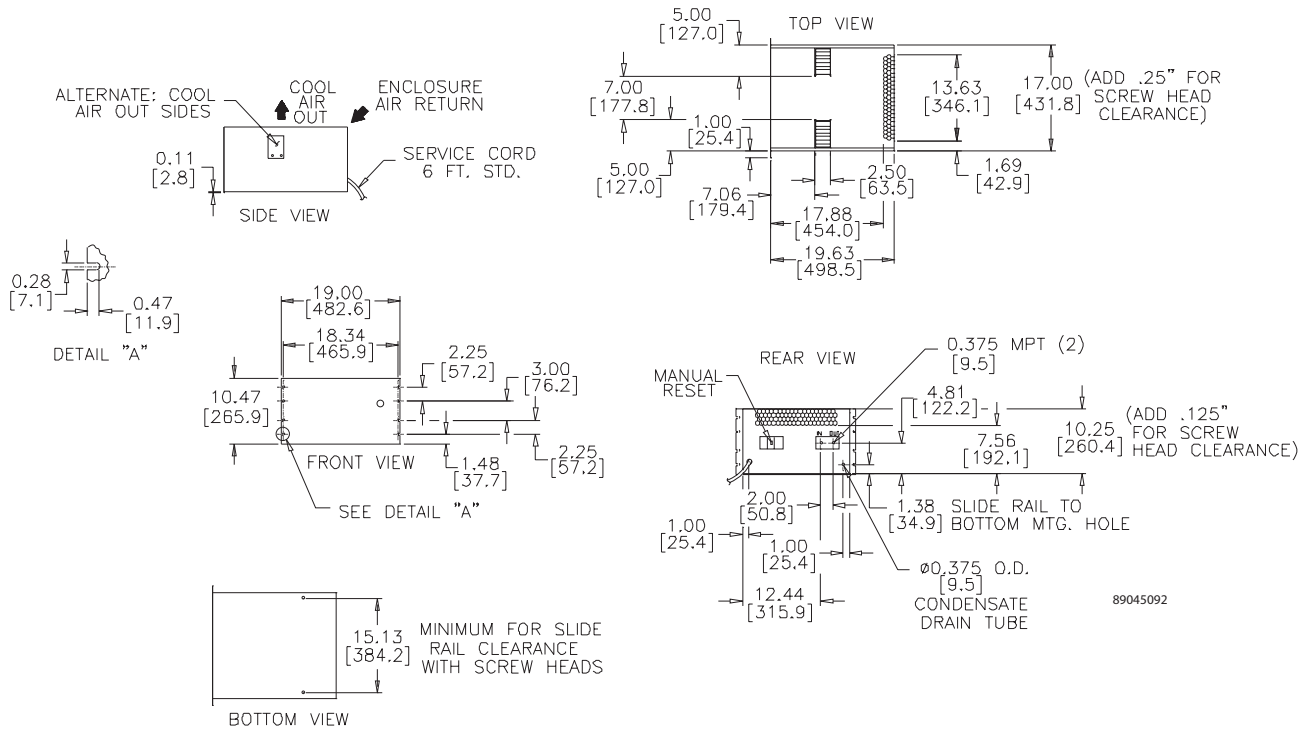 ALTERNATE: COOL
AIR OUT SIDES
COOL
AIR
OUT
ENCLOSURE
AIR RETURN
0.11
[2.8]
SERVICE CORD
6 FT. STD.
SIDE VIEW
TOP VIEW
5.00
[127.0]
7.00
[177.8]
1.00
[25.4]
5.00
[127.0]
7.06
[179.4]
2.50
[63.5]
17.88
[454.0]
19.63
[498.5]
13.63
[346.1]
17.00
[431.8]
(ADD .25" FOR
SCREW HEAD
CLEARANCE)
1.69
[42.9]
0.28
[7.1]
0.47
[11.9]
DETAIL "A"
19.00
[482.6]
18.34
[465.9]
10.47
[265.9]
2.25
[57.2]
3.00
[76.2]
2.25
[57.2]
1.48
[37.7]
FRONT VIEW
SEE DETAIL "A"
REAR VIEW
MANUAL
RESET
0.375 MPT (2)
[9.5]
4.81
[122.2]
IN
OUT
7.56
[192.1]
10.25
[260.4]
(ADD .125"
FOR SCREW
HEAD CLEARANCE)
2.00
[50.8]
1.38
[34.9]
SLIDE RAIL TO
BOTTOM MTG. HOLE
1.00
[25.4]
1.00
[25.4]
12.44
[315.9]
ø0.375 O.D.
[9.5]
CONDENSATE
DRAIN TUBE
89045092
15.13
[384.2]
MINIMUM FOR SLIDE
RAIL CLEARANCE
WITH SCREW HEADS
BOTTOM VIEW